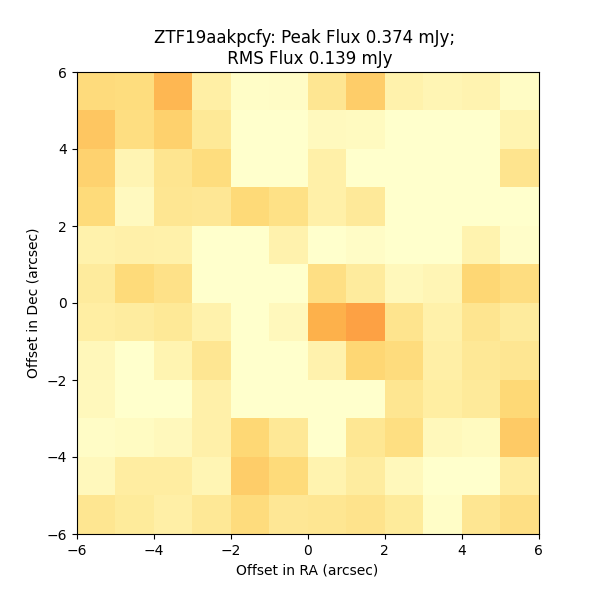 ZTF19aakpcfy: Peak Flux 0.374 mJy;
RMS Flux 0.139 mJy
6
4
2
0
−2
−4
−6
Offset in Dec (arcsec)
−6 −4 −2 0 2 4 6
Offset in RA (arcsec)